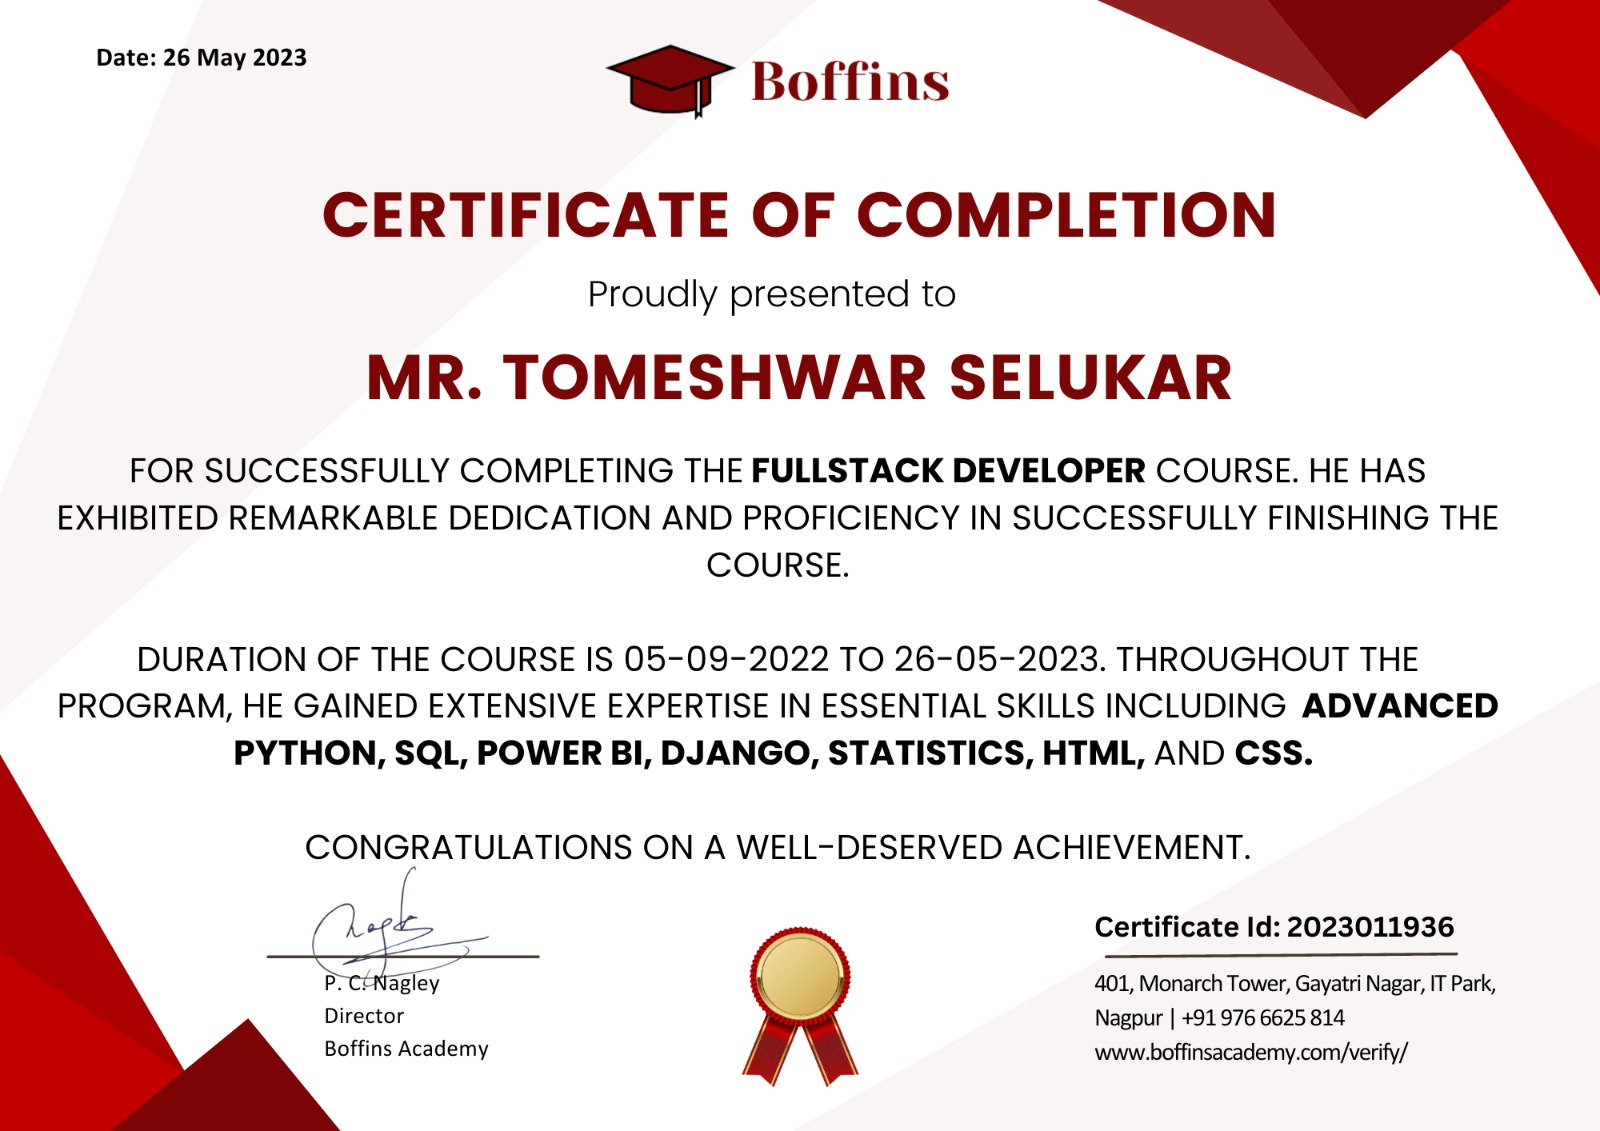 Date: 26 May 2023
Boffins
CERTIFICATE OF COMPLETION
Proudly presented to
MR. TOMESHWAR SELUKAR
FOR SUCCESSFULLY COMPLETING THE FULLSTACK DEVELOPER COURSE. HE HAS
EXHIBITED REMARKABLE DEDICATION AND PROFICIENCY IN SUCCESSFULLY FINISHING THE
COURSE.
DURATION OF THE COURSE IS 05-09-2022 TO 26-05-2023. THROUGHOUT THE
PROGRAM, HE GAINED EXTENSIVE EXPERTISE IN ESSENTIAL SKILLS INCLUDING ADVANCED
PYTHON, SQL, POWER BI, DJANGO, STATISTICS, HTML, AND CSS.
CONGRATULATIONS ON A WELL-DESERVED ACHIEVEMENT.
P. C. Nagley
Director
Boffins Academy
Certificate Id: 2023011936
401, Monarch Tower, Gayatri Nagar, IT Park,
Nagpur | +91 976 6625 814
www.boffinsacademy.com/verify/